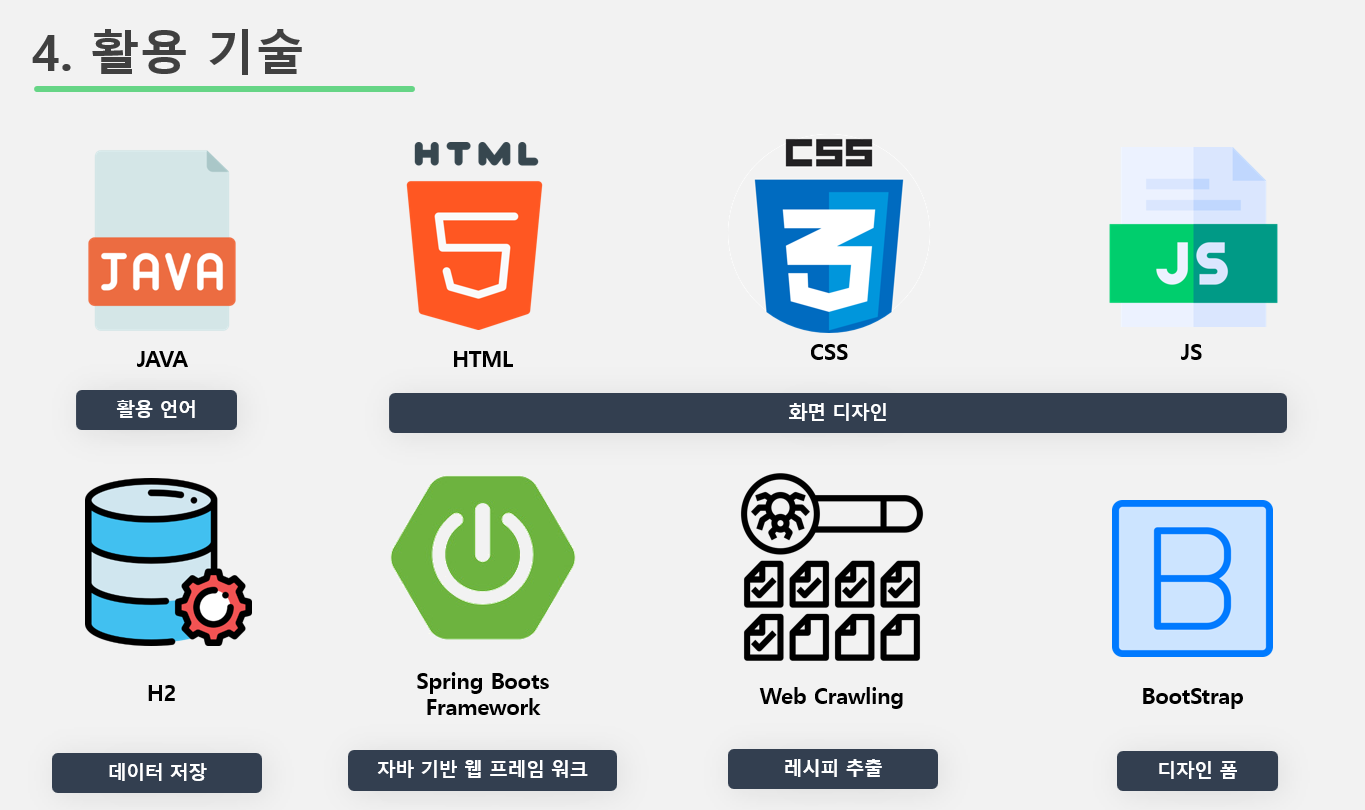 4. 활용 기술
JAVA
HTML
5
CSS
3
JS
JAVA
HTML
CSS
JS
활용 언어
화면 디자인
B
H2
Spring Boots
Framework
Web Crawling
BootStrap
데이터 저장
자바 기반 웹 프레임 워크
레시피 추출
디자인 폼